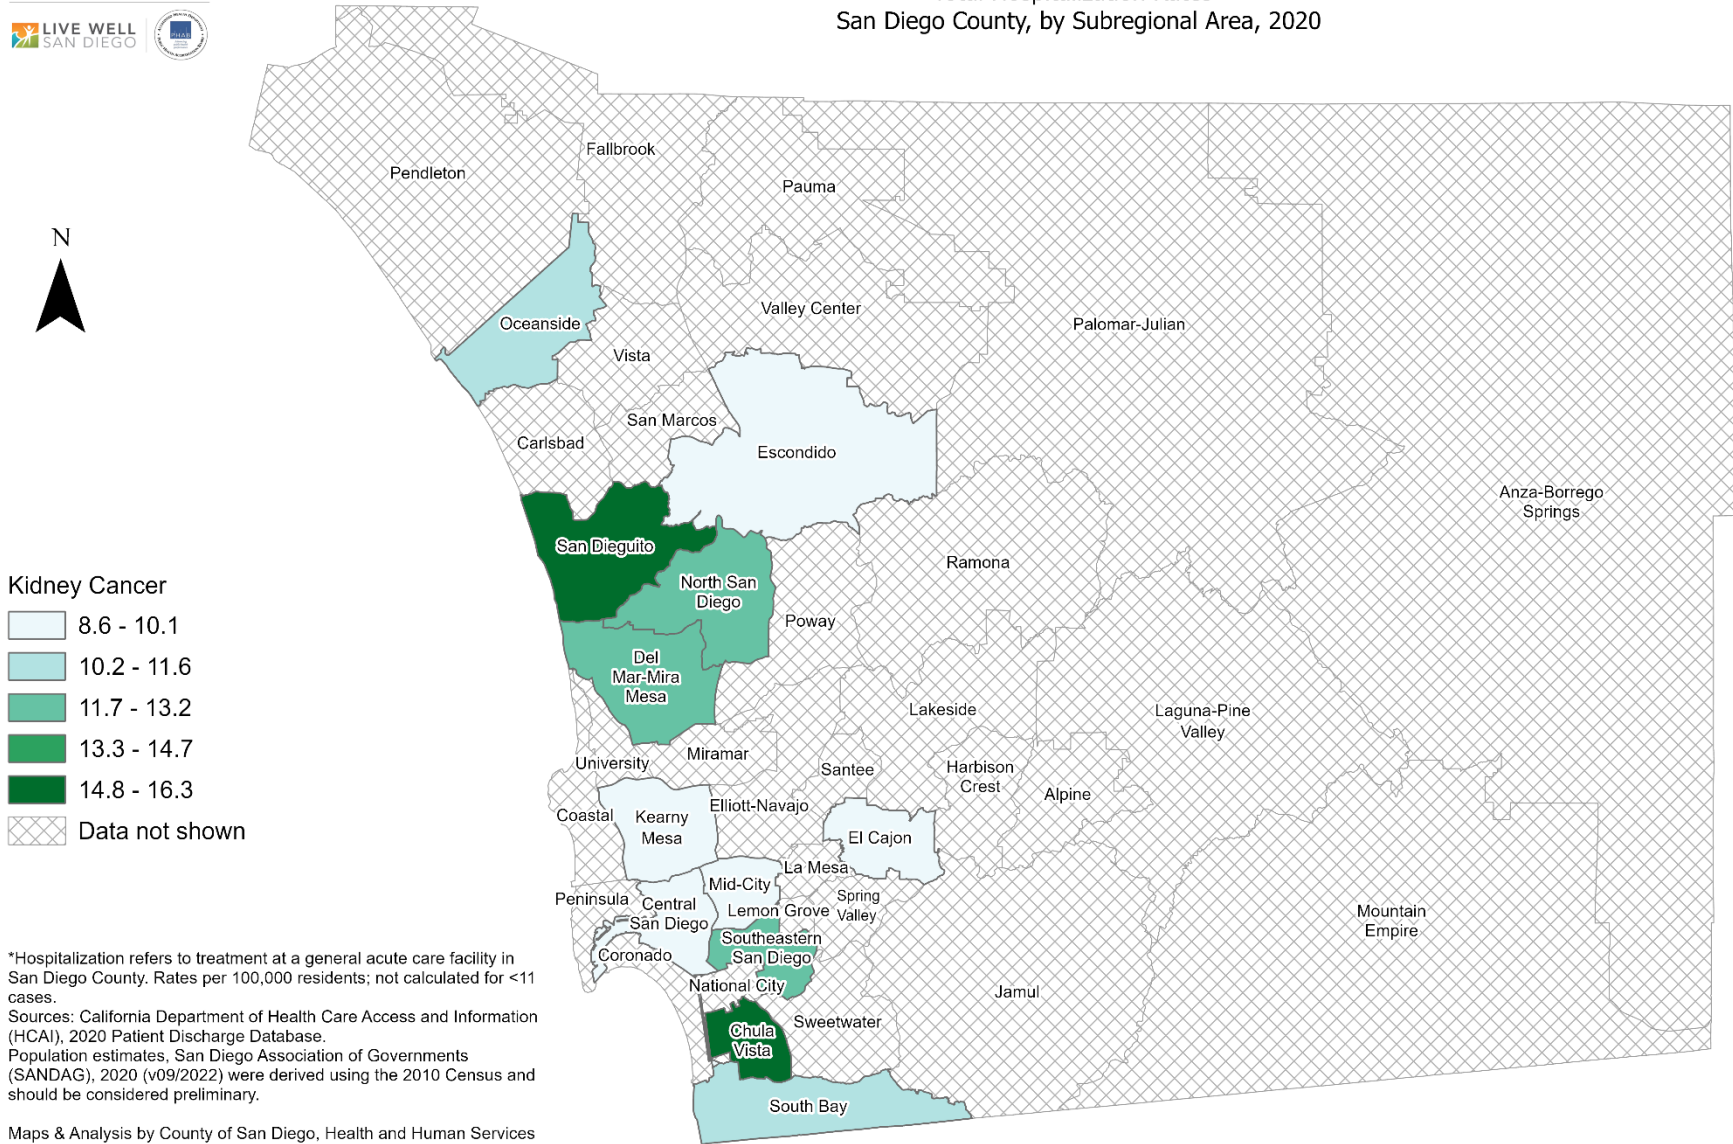 San Diego County, by Subregional Area, 2020
LIVE WELL
SAN DIEGO
PHAB
N
Fallbrook
Pendleton
Pauma
Valley Center
Oceanside
Palomar-Julian
Vista
San Marcos
Carlsbad
Escondido
Anza-Borrego
Springs
San Dieguito
Ramona
North San
Diego
Poway
Del
Mar-Mira
Mesa
Lakeside
Laguna-Pine
Valley
Miramar
University
Santee
Harbison
Crest
Alpine
Elliott-Navajo
Coastal
Kearny
Mesa
El Cajon
La Mesa
Mid-City
Peninsula
Central
San Diego
Spring
Valley
Lemon Grove
Mountain
Empire
Southeastern
San Diego
Coronado
National City
Jamul
Sweetwater
Chula
Vista
South Bay
Kidney Cancer
8.6 - 10.1
10.2 - 11.6
11.7 - 13.2
13.3 - 14.7
14.8 - 16.3
Data not shown
*Hospitalization refers to treatment at a general acute care facility in
San Diego County. Rates per 100,000 residents; not calculated for <11
cases.
Sources: California Department of Health Care Access and Information
(HCAI), 2020 Patient Discharge Database.
Population estimates, San Diego Association of Governments
(SANDAG), 2020 (v09/2022) were derived using the 2010 Census and
should be considered preliminary.
Maps & Analysis by County of San Diego, Health and Human Services